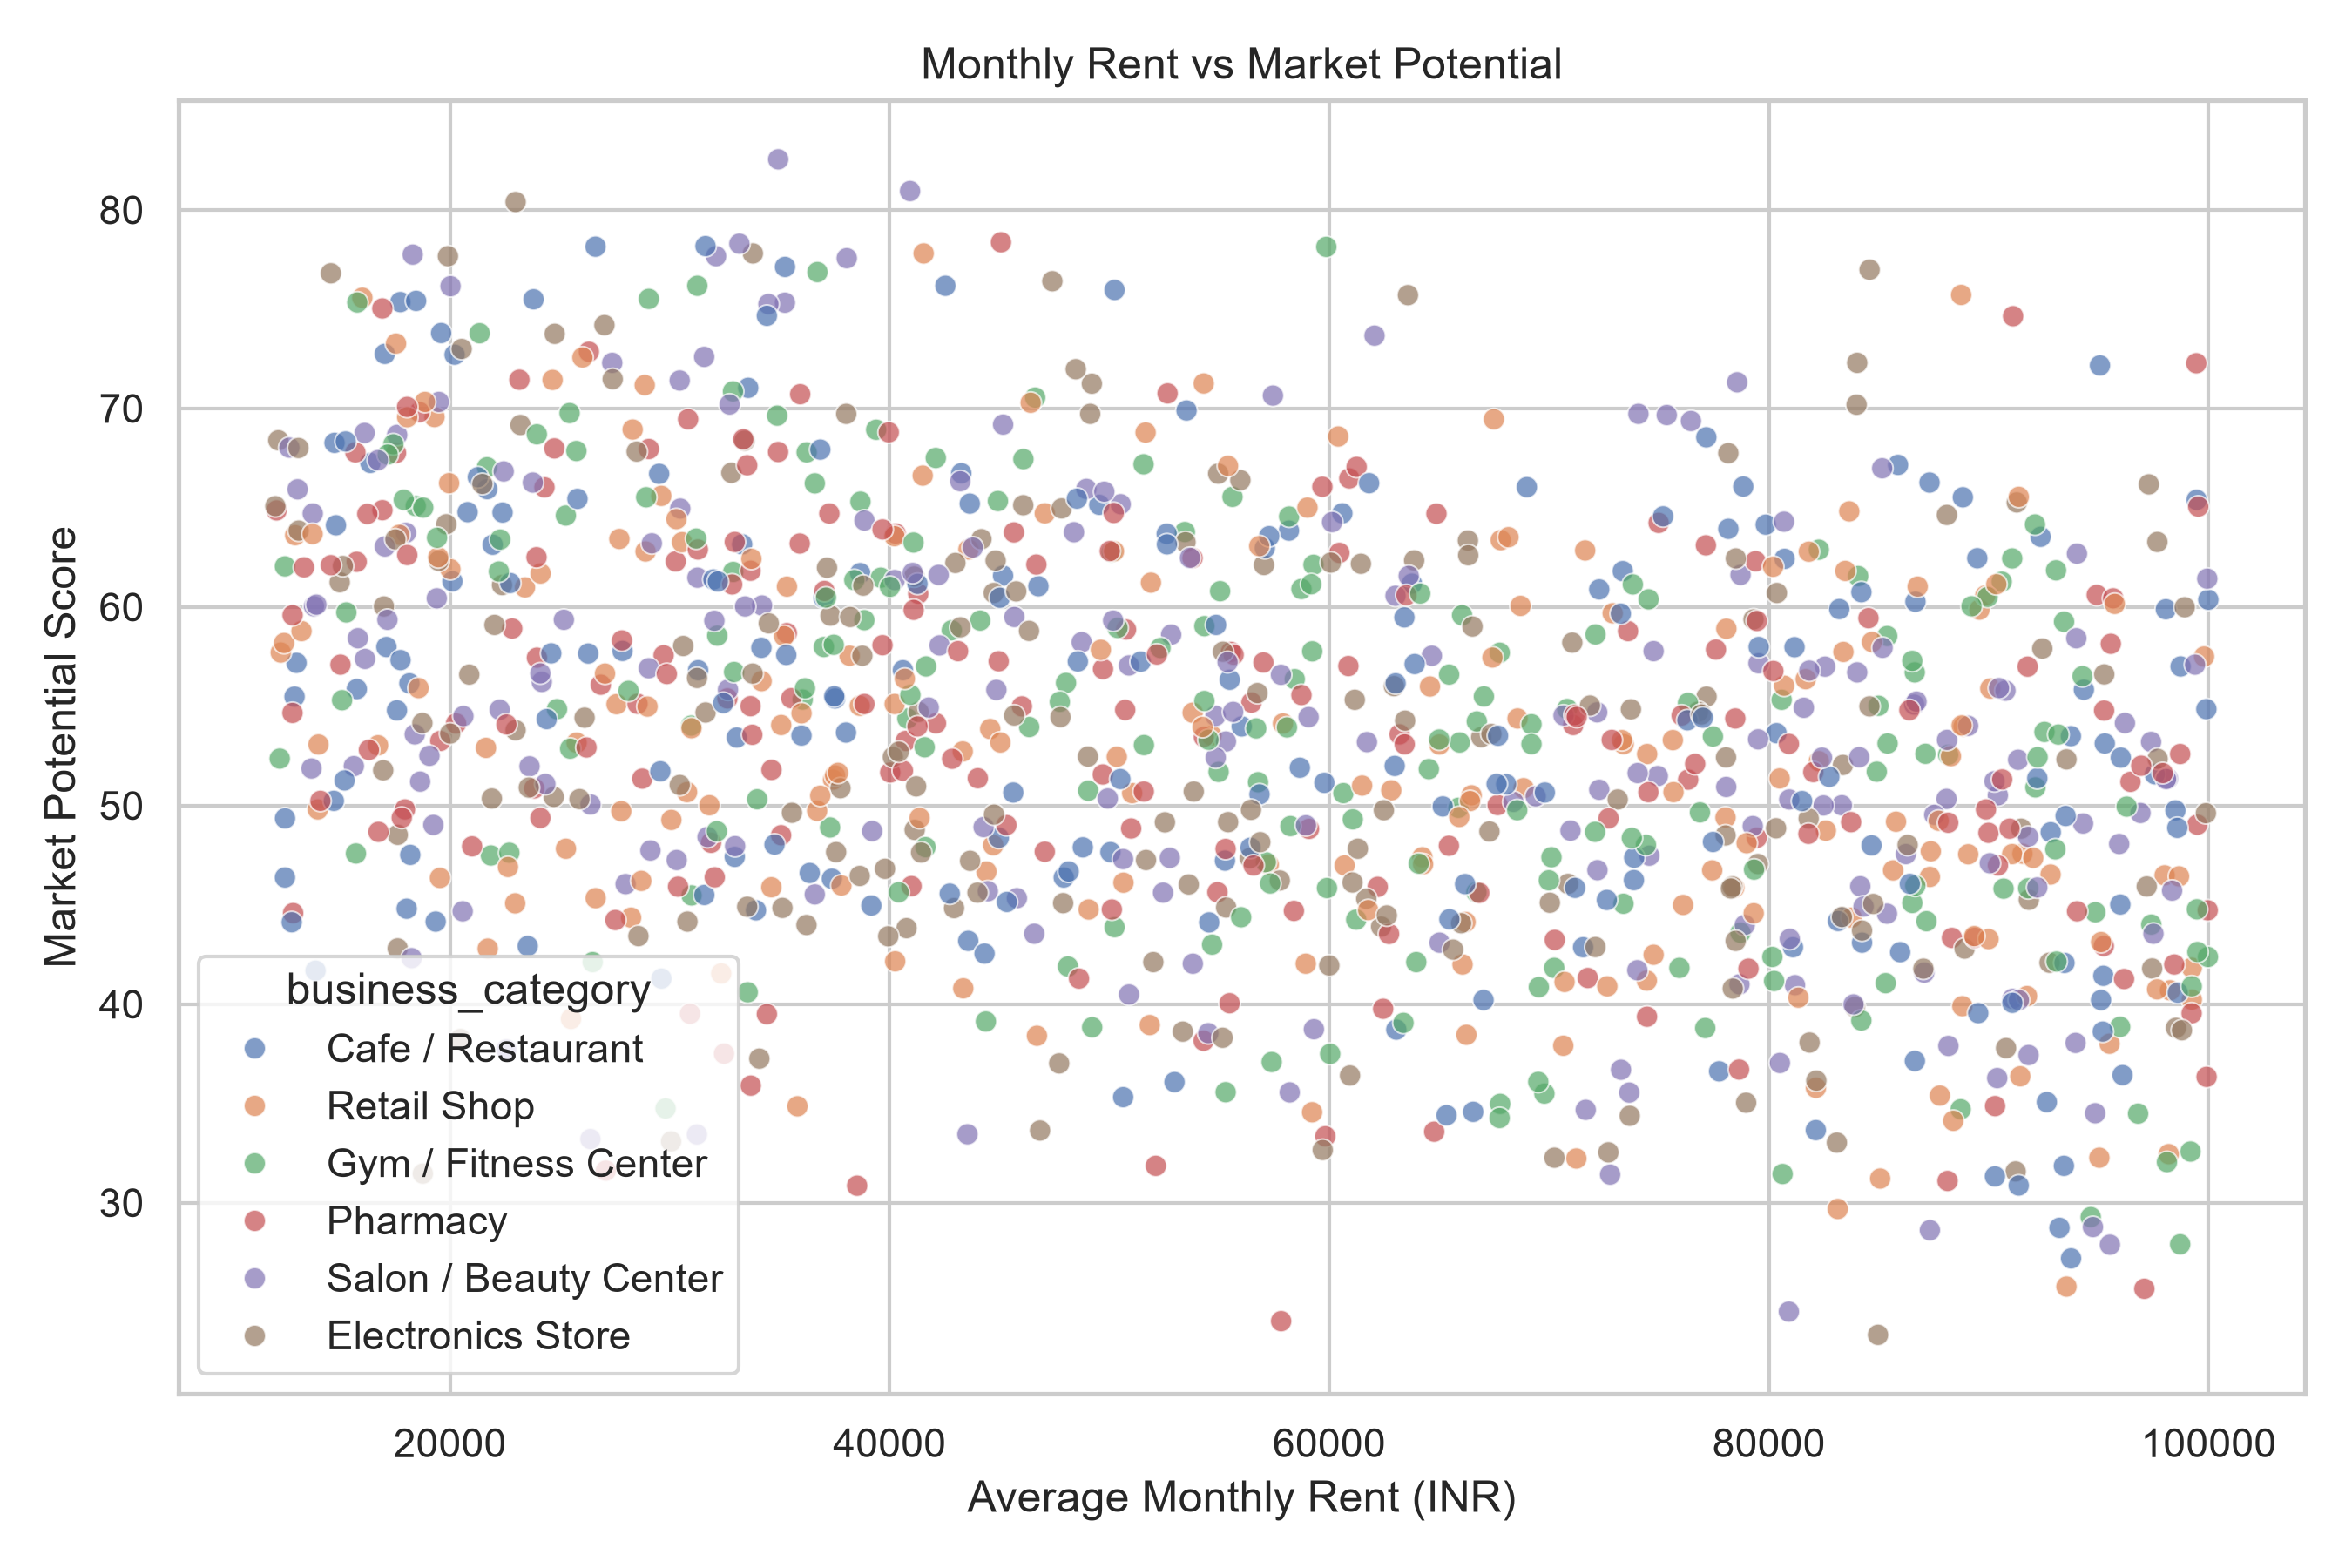 Monthly Rent vs Market Potential
Market Potential Score
80
70
60
50
40
30
business_category
Cafe / Restaurant
Retail Shop
Gym / Fitness Center
Pharmacy
Salon / Beauty Center
Electronics Store
20000 40000 60000 80000 100000
Average Monthly Rent (INR)